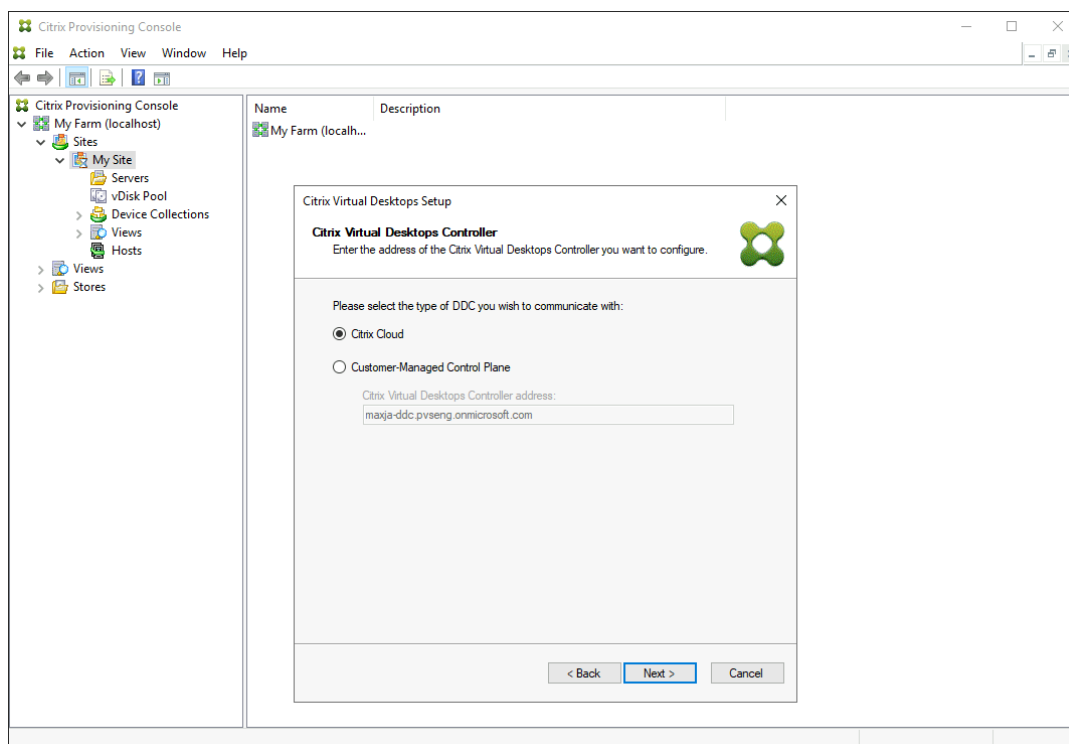 Citrix Provisioning Console
File Action View Window Help
Citrix Provisioning Console
My Farm (localhost)
Sites
My Site
Servers
vDisk Pool
Device Collections
Views
Hosts
Views
Stores
Name Description
My Farm (localh...
Citrix Virtual Desktops Setup
Citrix Virtual Desktops Controller
Enter the address of the Citrix Virtual Desktops Controller you want to configure.
Please select the type of DDC you wish to communicate with:
Citrix Cloud
Customer-Managed Control Plane
Citrix Virtual Desktops Controller address:
maxja-ddc.pvseng.onmicrosoft.com
< Back Next > Cancel